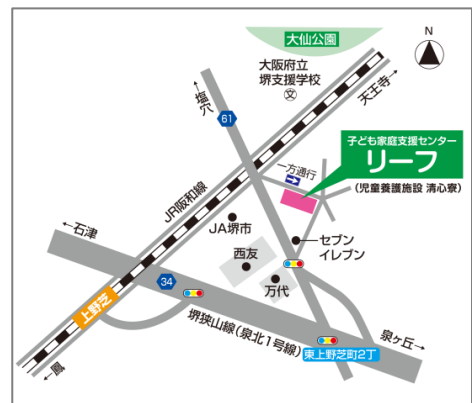 大仙公園
N
大阪府立
堺支援学校
文
←塩穴
天王寺→
61
子ども家庭支援センター
リーフ
(児童養護施設 清心寮)
一方通行
JR阪和線
JA堺市
←石津
セブン
イレブン
西友
万代
34
上野芝
堺狭山線(泉北1号線)
泉ヶ丘→
東上野芝町2丁
←鳳